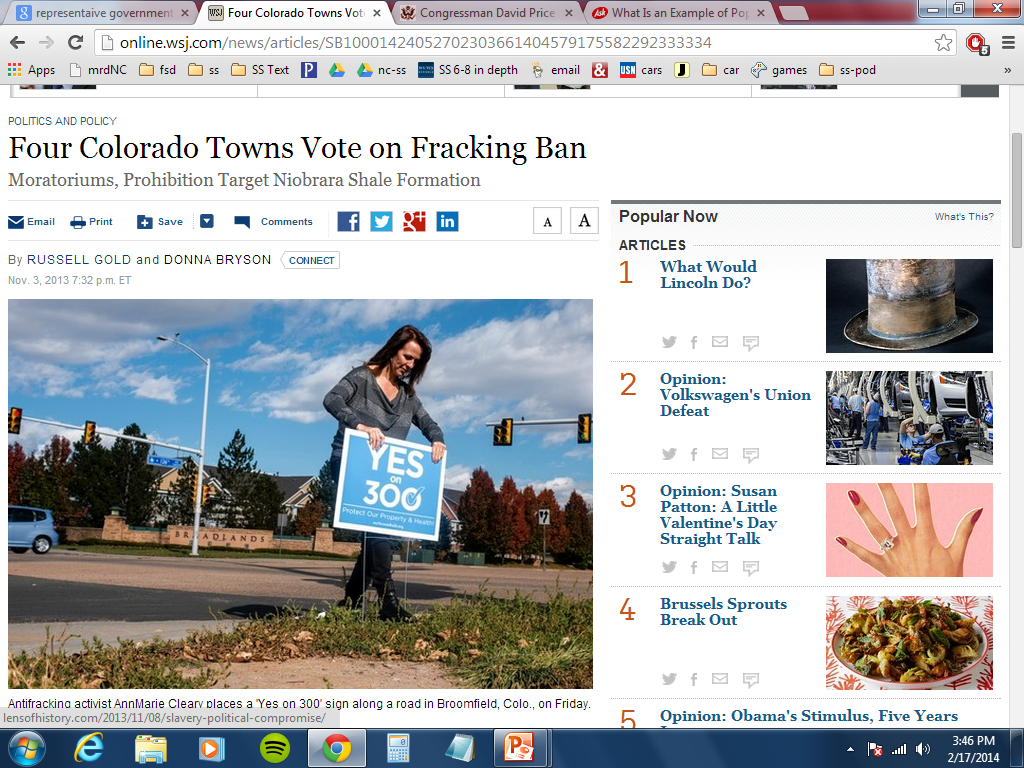 representaive government
Four Colorado Towns Vot
Congressman David Price
What Is an Example of Pop
online.wsj.com/news/articles/SB10001424052702303661404579175582292333334
Apps mrdNC fsd ss SS Text nc-ss SS 6-8 in depth email cars car games ss-pod »
POLITICS AND POLICY
Four Colorado Towns Vote on Fracking Ban
Moratoriums, Prohibition Target Niobrara Shale Formation
Email Print Save Comments A A
By RUSSELL GOLD and DONNA BRYSON CONNECT
Nov. 3, 2013 7:32 p.m. ET
YES
on
300
Protect Our Property & Health!
BROADLANDS
Antifracking activist AnnMarie Cleary places a 'Yes on 300' sign along a road in Broomfield, Colo., on Friday.
lensofhistory.com/2013/11/08/slavery-political-compromise/
Popular Now What's This?
ARTICLES
1 What Would
Lincoln Do?
2 Opinion:
Volkswagen's Union
Defeat
3 Opinion: Susan
Patton: A Little
Valentine's Day
Straight Talk
4 Brussels Sprouts
Break Out
5 Opinion: Obama's Stimulus, Five Years
3:46 PM
2/17/2014